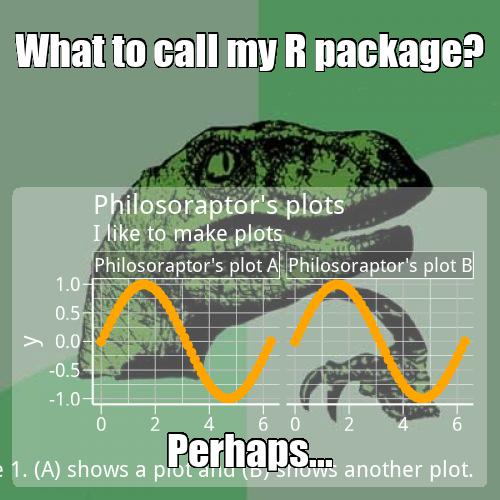 What to call my R package?
Philosoraptor's plots
I like to make plots
Philosoraptor's plot A Philosoraptor's plot B
1.0
0.5
y
0.0
-0.5
-1.0
0 2 4 6 0 2 4 6
Perhaps...
e 1. (A) shows a plot and (B) shows another plot.